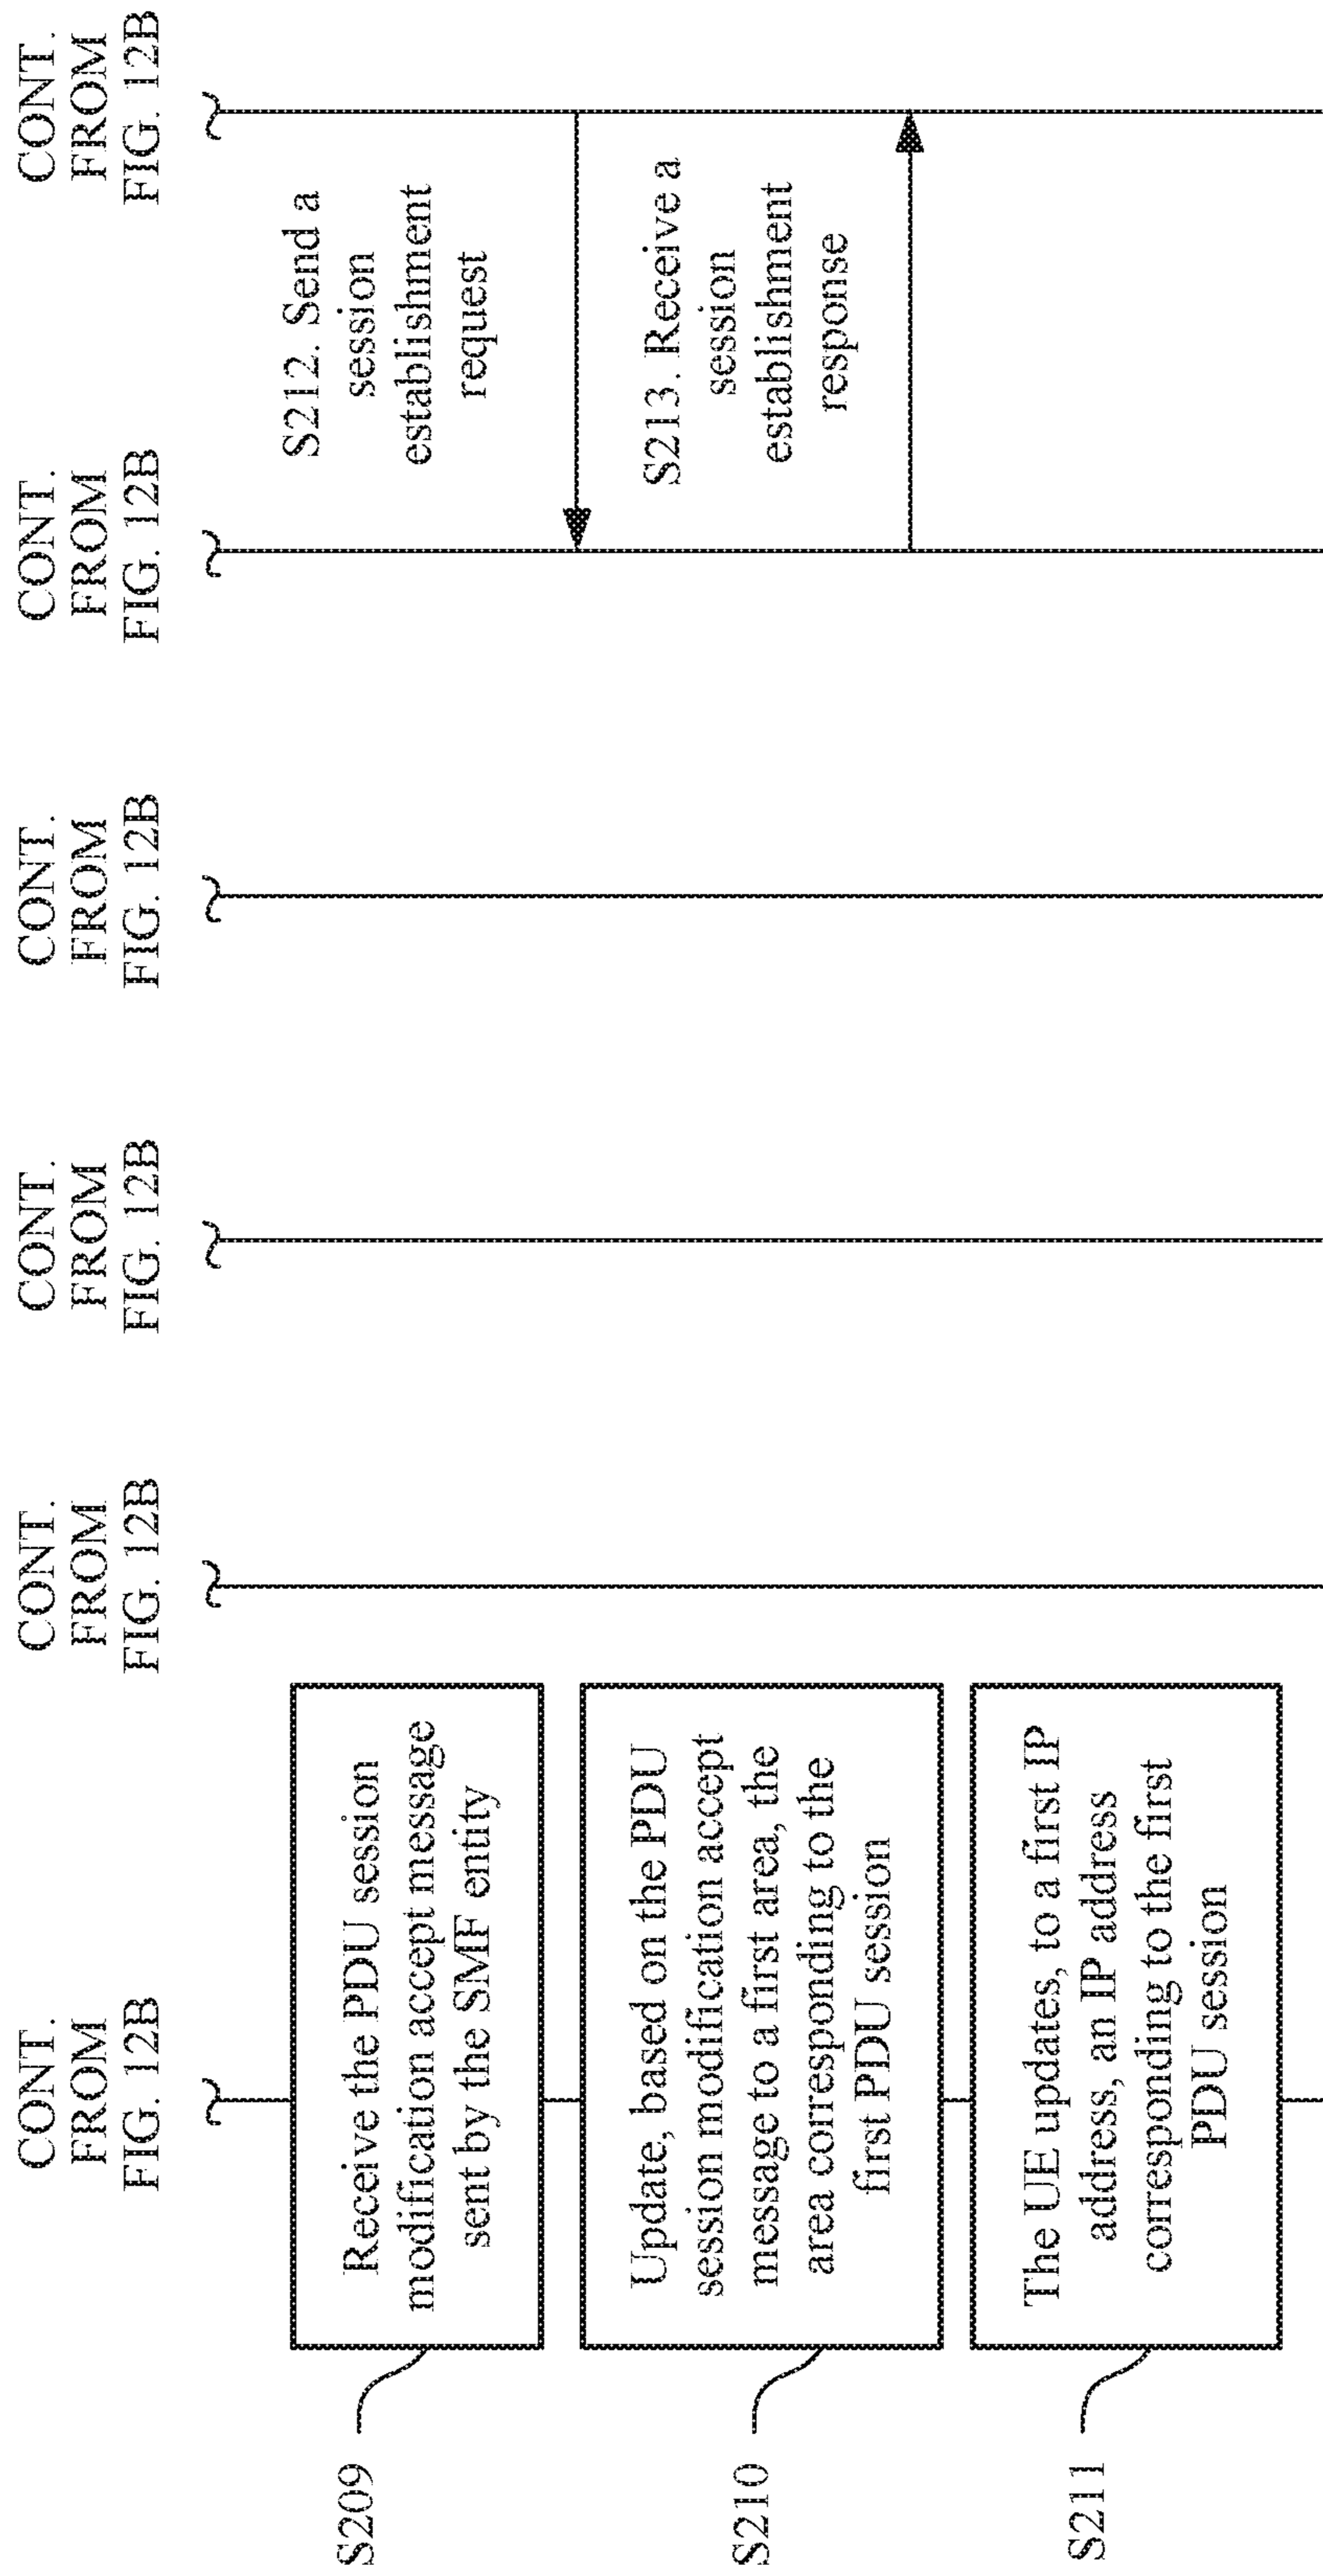 CONT.
FROM
FIG. 12B
CONT.
FROM
FIG. 12B
CONT.
FROM
FIG. 12B
CONT.
FROM
FIG. 12B
CONT.
FROM
FIG. 12B
CONT.
FROM
FIG. 12B
S209
Receive the PDU session
modification accept message
sent by the SMF entity
S210
Update, based on the PDU
session modification accept
message to a first area, the
area corresponding to the
first PDU session
S211
The UE updates, to a first IP
address, an IP address
corresponding to the first
PDU session
S212. Send a
session
establishment
request
S213. Receive a
session
establishment
response